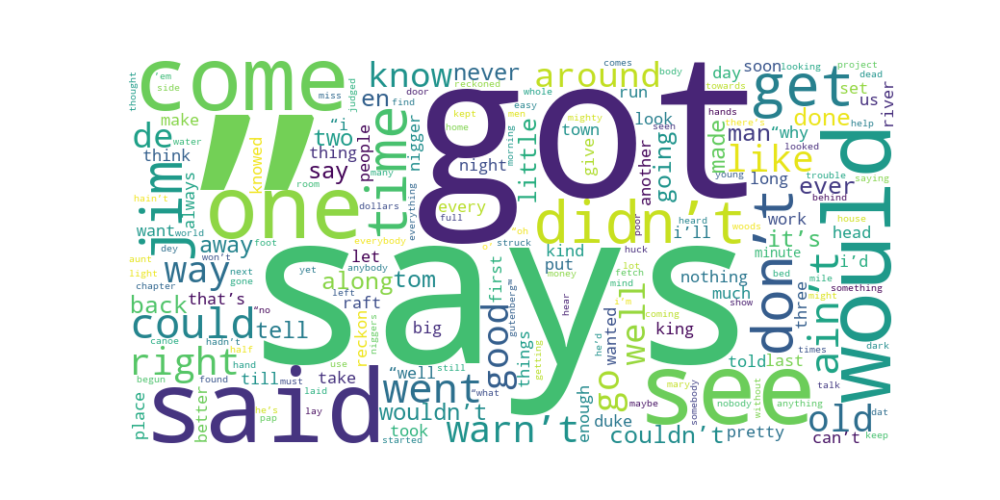 come
”
got
says
one
said
would
see
didn’t
get
jim
time
know
never
around
en
run
day
soon
looking
project
dead
comes
body
towards
set
us
river
help
door
reckoned
whole
find
thought
’em
side
miss
judged
“i
two
de
make
water
think
thing
say
people
nigger
kept
home
easy
men
morning
mighty
town
give
look
seen
hands
there’s
made
man
“why
looked
done
another
going
like
young
trouble
saying
long
ever
behind
want
always
knowed
room
many
dollars
night
little
every
full
everything
hain’t
world
dey
won’t
foot
away
everybody
“oh
o’
struck
poor
heard
i’ll
woods
work
it’s
house
head
minute
i’d
aunt
light
way
next
gone
yet
let
anybody
kind
put
huck
nothing
don’t
bed
mile
something
chapter
back
that’s
“no
along
left
tom
first
lot
fetch
mind
money
hear
i’m
much
show
three
might
ain’t
raft
good
gutenberg™
things
could
tell
big
coming
king
well
wanted
he’d
times
dark
canoe
hadn’t
half
reckon
niggers
getting
told
last
right
hand
use
till
take
“well
still
went
what
enough
go
mary
maybe
somebody
nobody
without
anything
talk
begun
found
must
laid
place
better
he’s
pap
lay
wouldn’t
took
started
warn’t
duke
couldn’t
pretty
old
dat
can’t
keep